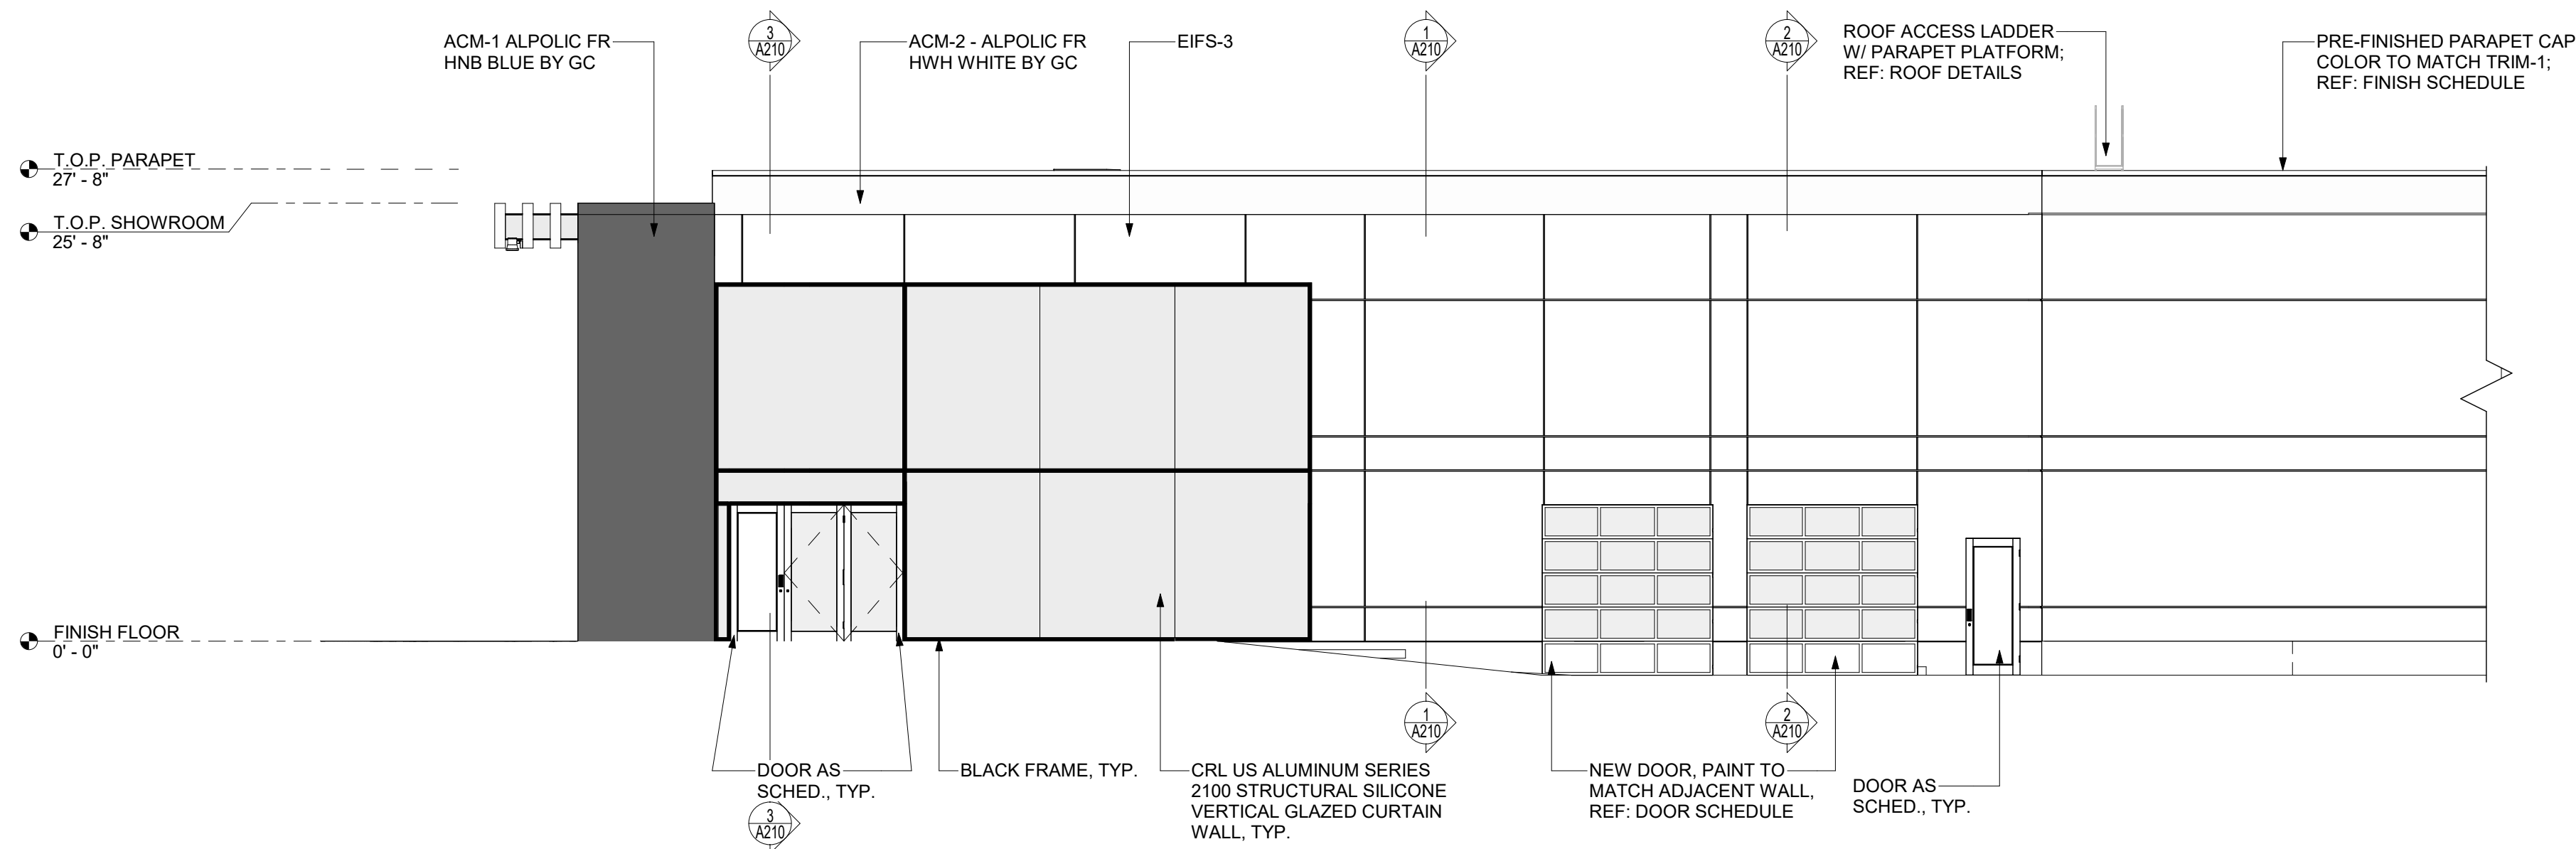 3
A210
1
A210
2
A210
ACM-1 ALPOLIC FR
HNB BLUE BY GC
ACM-2 - ALPOLIC FR
HWH WHITE BY GC
EIFS-3
ROOF ACCESS LADDER
W/ PARAPET PLATFORM;
REF: ROOF DETAILS
PRE-FINISHED PARAPET CAP
COLOR TO MATCH TRIM-1;
REF: FINISH SCHEDULE
T.O.P. PARAPET
27' - 8"
T.O.P. SHOWROOM
25' - 8"
FINISH FLOOR
0' - 0"
1
A210
2
A210
DOOR AS
SCHED., TYP.
BLACK FRAME, TYP.
CRL US ALUMINUM SERIES
2100 STRUCTURAL SILICONE
VERTICAL GLAZED CURTAIN
WALL, TYP.
NEW DOOR, PAINT TO
MATCH ADJACENT WALL,
REF: DOOR SCHEDULE
DOOR AS
SCHED., TYP.
3
A210